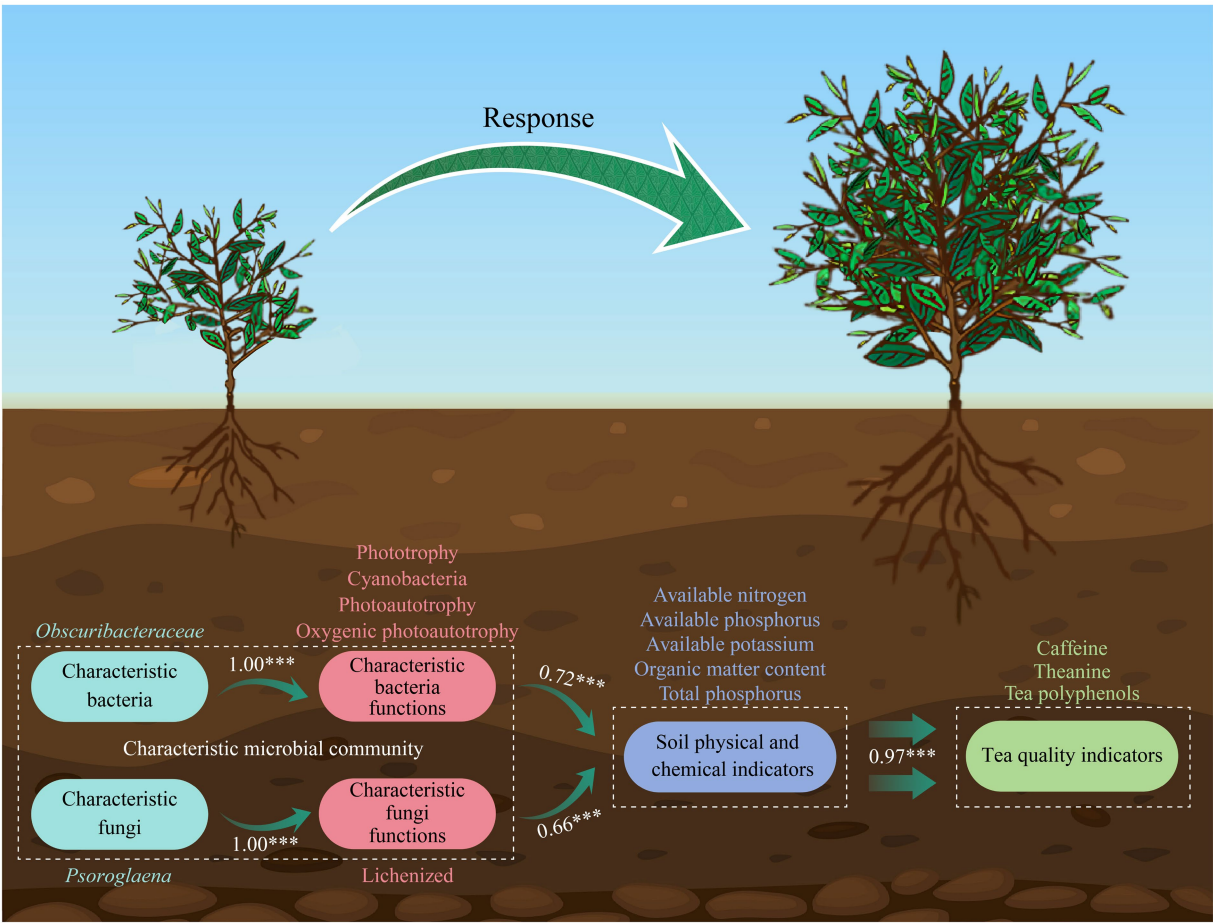 Response
Phototrophy
Cyanobacteria
Photoautotrophy
Oxygenic photoautotrophy
Obscuribacteraceae
Characteristic
bacteria
1.00***
Characteristic
bacteria
functions
0.72***
Characteristic microbial community
Characteristic
fungi
1.00***
Characteristic
fungi
functions
0.66***
Psoroglaena
Lichenized
Available nitrogen
Available phosphorus
Available potassium
Organic matter content
Total phosphorus
Soil physical and
chemical indicators
0.97***
Caffeine
Theanine
Tea polyphenols
Tea quality indicators